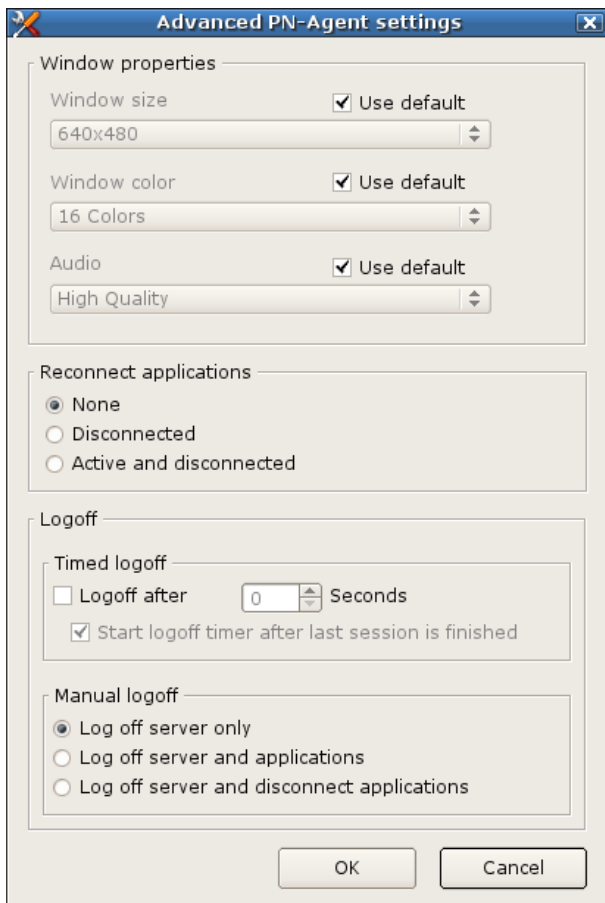 Advanced PN-Agent settings
Window properties
Window size
Use default
640x480
Window color
Use default
16 Colors
Audio
Use default
High Quality
Reconnect applications
None
Disconnected
Active and disconnected
Logoff
Timed logoff
Logoff after 0 Seconds
Start logoff timer after last session is finished
Manual logoff
Log off server only
Log off server and applications
Log off server and disconnect applications
OK
Cancel